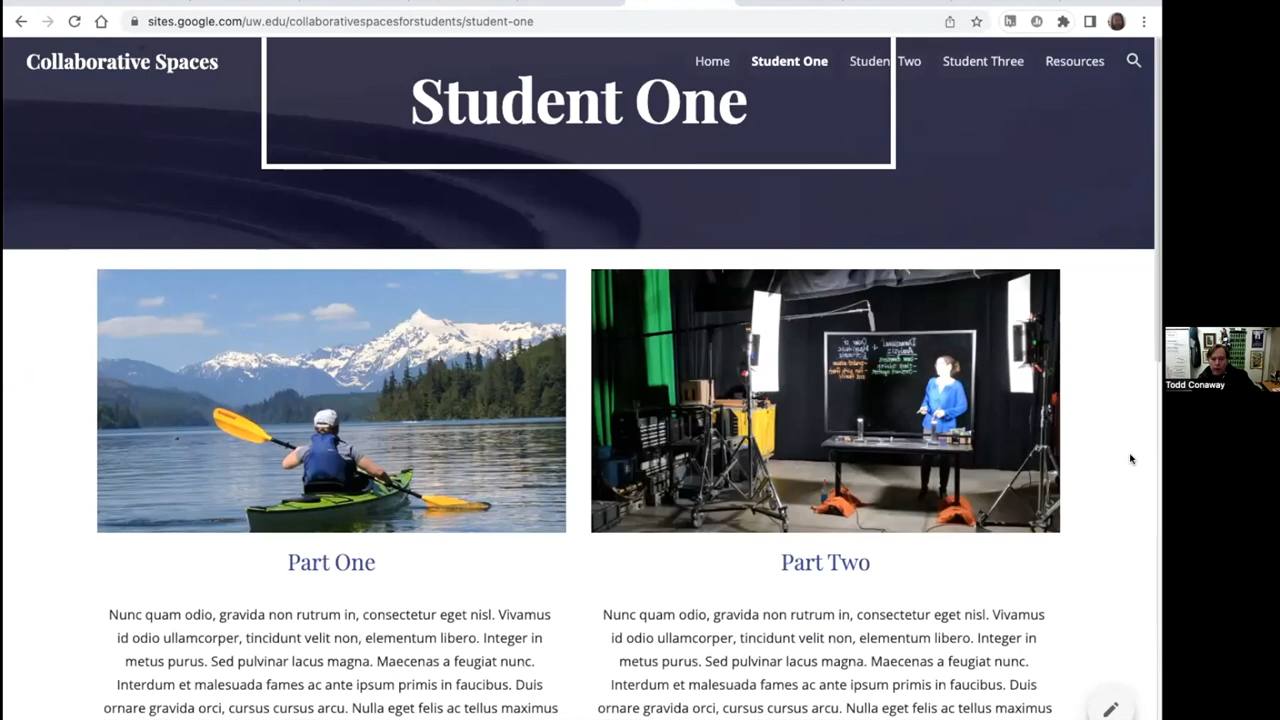 sites.google.com/uw.edu/collaborativespacesforstudents/student-one
Collaborative Spaces
Home Student One Student Two Student Three Resources
Student One
Todd Conaway
Part One
Nunc quam odio, gravida non rutrum in, consectetur eget nisl. Vivamus
id odio ullamcorper, tincidunt velit non, elementum libero. Integer in
metus purus. Sed pulvinar lacus magna. Maecenas a feugiat nunc.
Interdum et malesuada fames ac ante ipsum primis in faucibus. Duis
ornare gravida orci, cursus cursus arcu. Nulla eget felis ac tellus maximus
Part Two
Nunc quam odio, gravida non rutrum in, consectetur eget nisl. Vivamus
id odio ullamcorper, tincidunt velit non, elementum libero. Integer in
metus purus. Sed pulvinar lacus magna. Maecenas a feugiat nunc.
Interdum et malesuada fames ac ante ipsum primis in faucibus. Duis
ornare gravida orci, cursus cursus arcu. Nulla eget felis ac tellus maximus